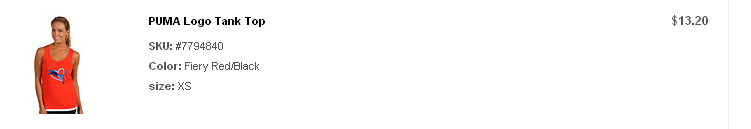 PUMA Logo Tank Top $13.20
SKU: #7794840
Color: Fiery Red/Black
size: XS